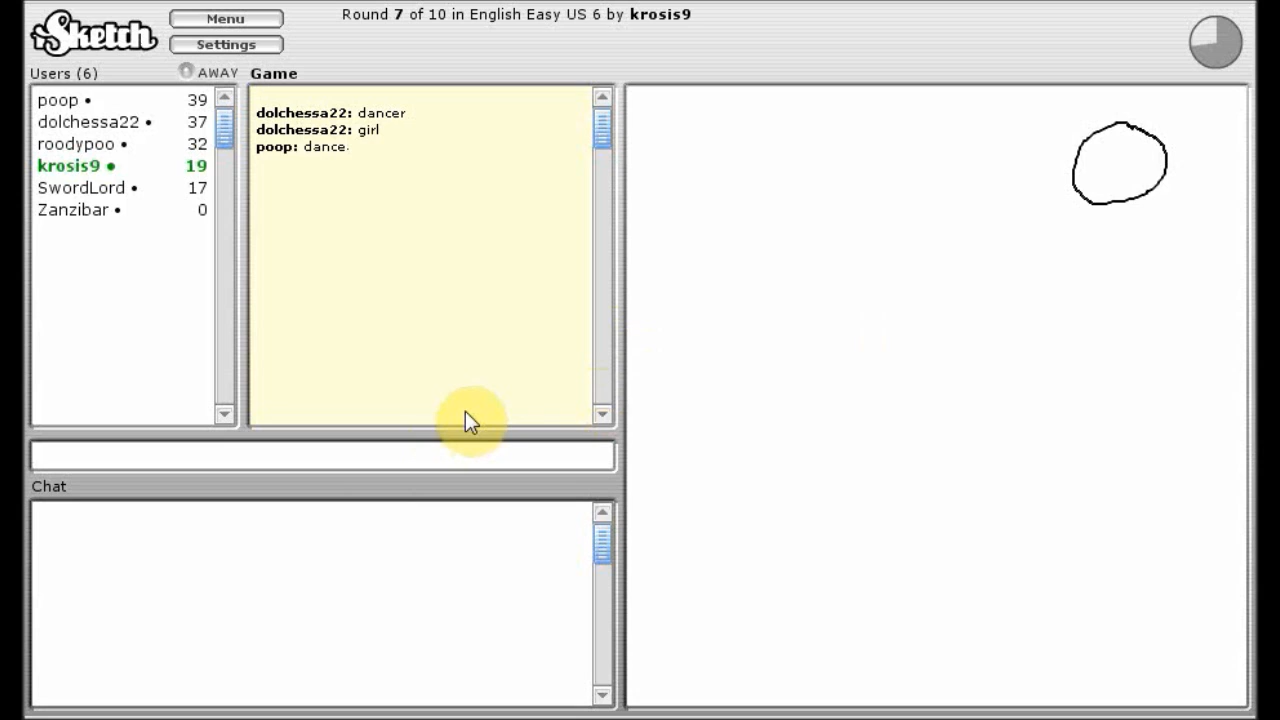 iSketch
Menu
Settings
Round 7 of 10 in English Easy US 6 by krosis9
Users (6)
AWAY
Game
poop • 39
dolchessa22 • 37
roodypoo • 32
krosis9 • 19
SwordLord • 17
Zanzibar • 0
dolchessa22: dancer
dolchessa22: girl
poop: dance
Chat